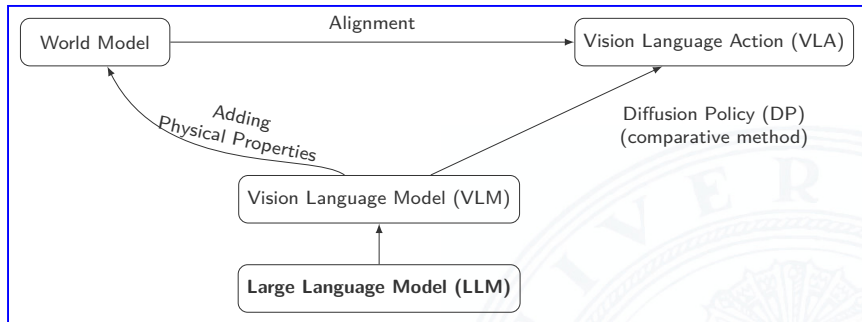 Alignment
World Model
Vision Language Action (VLA)
Adding
Physical Properties
Diffusion Policy (DP)
(comparative method)
Vision Language Model (VLM)
Large Language Model (LLM)
I V E R